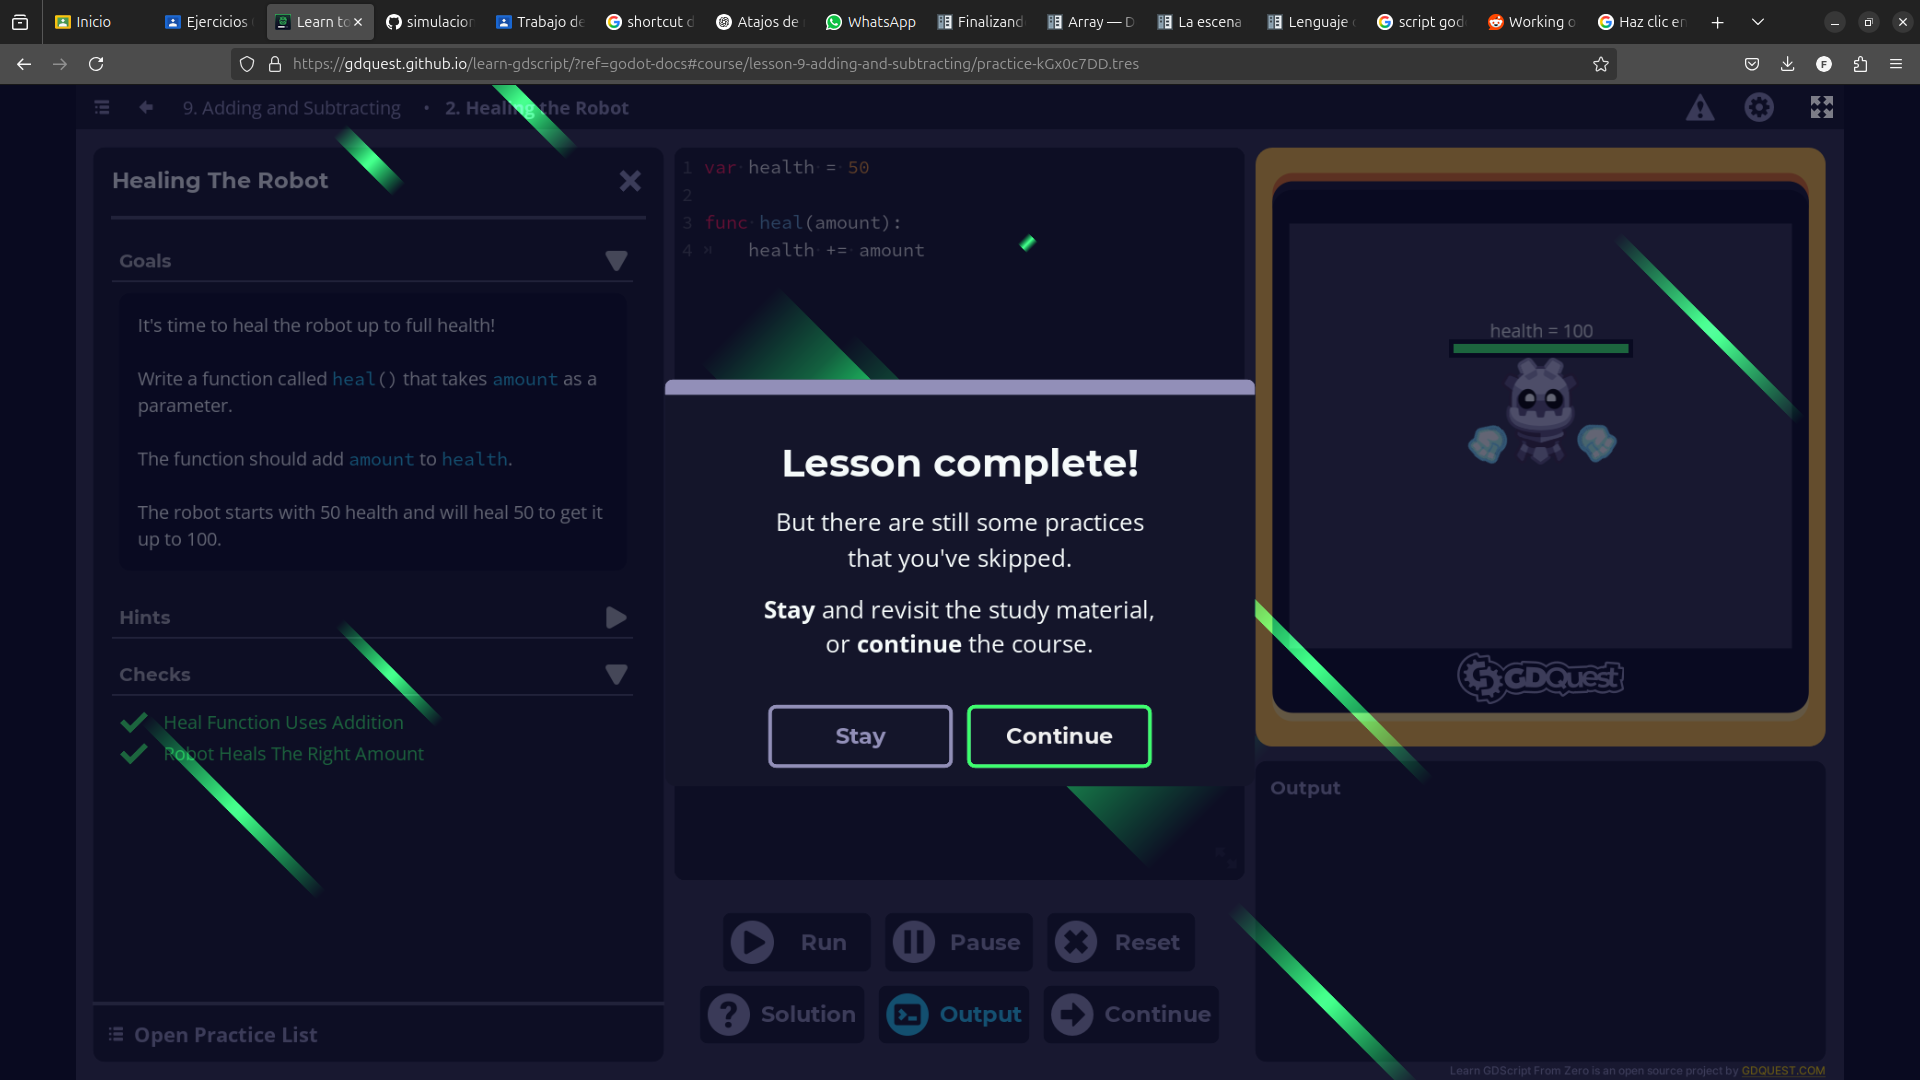 Inicio
Ejercicios
Learn to
simulacion
Trabajo de
shortcut d
Atajos de
WhatsApp
Finalizand
Array — D
La escena
Lenguaje
script god
Working o
Haz clic en
https://gdquest.github.io/learn-gdscript/?ref=godot-docs#course/lesson-9-adding-and-subtracting/practice-kGx0c7DD.tres
9. Adding and Subtracting • 2. Healing the Robot
Healing The Robot
Goals
It's time to heal the robot up to full health!
Write a function called heal() that takes amount as a
parameter.
The function should add amount to health.
The robot starts with 50 health and will heal 50 to get it
up to 100.
Hints
Checks
Heal Function Uses Addition
Robot Heals The Right Amount
Open Practice List
1 var health = 50
2
3 func heal(amount):
4 health += amount
Lesson complete!
But there are still some practices
that you've skipped.
Stay and revisit the study material,
or continue the course.
Stay
Continue
Run
Pause
Reset
Solution
Output
Continue
health = 100
GDQuest
Output
Learn GDScript From Zero is an open source project by GDQUEST.COM